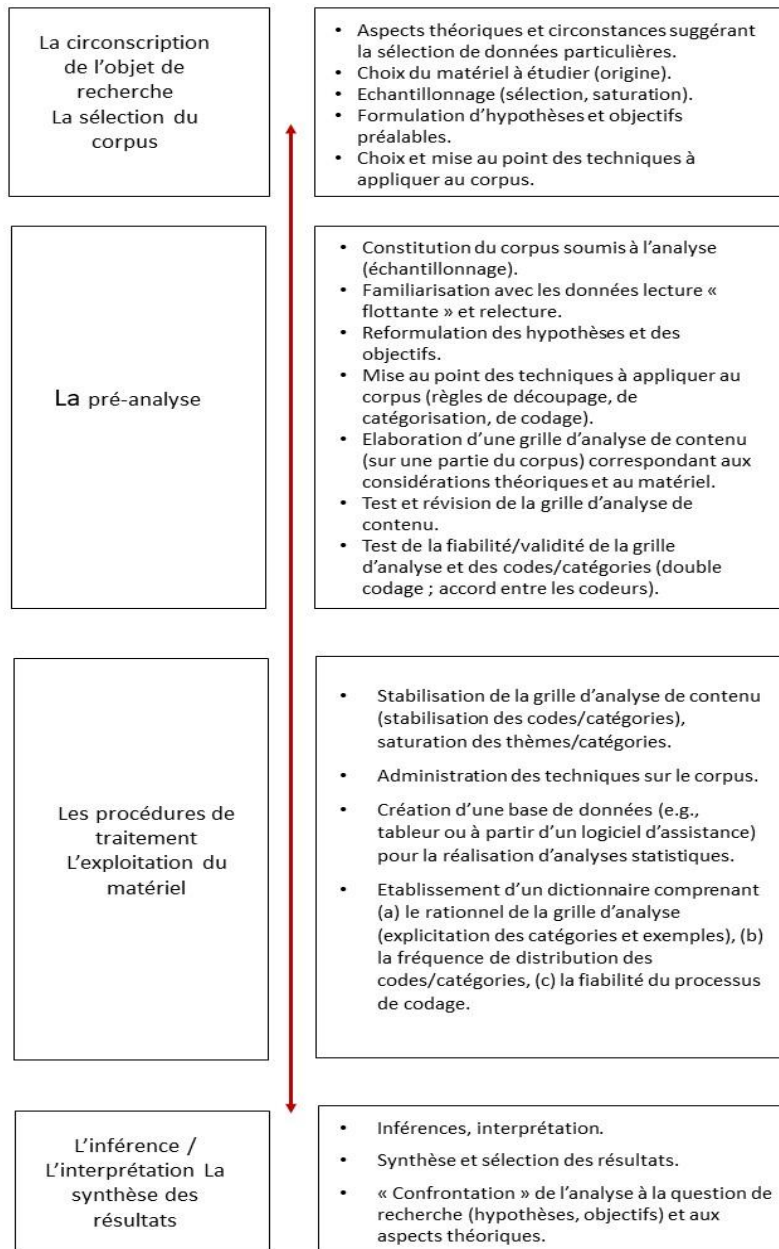 La circonscription
de l’objet de
recherche
La sélection du
corpus
• Aspects théoriques et circonstances suggérant
la sélection de données particulières.
• Choix du matériel à étudier (origine).
• Echantillonnage (sélection, saturation).
• Formulation d’hypothèses et objectifs
préalables.
• Choix et mise au point des techniques à
appliquer au corpus.
La pré-analyse
• Constitution du corpus soumis à l’analyse
(échantillonnage).
• Familiarisation avec les données lecture «
flottante » et relecture.
• Reformulation des hypothèses et des
objectifs.
• Mise au point des techniques à appliquer au
corpus (règles de découpage, de
catégorisation, de codage).
• Elaboration d’une grille d’analyse de contenu
(sur une partie du corpus) correspondant aux
considérations théoriques et au matériel.
• Test et révision de la grille d’analyse de
contenu.
• Test de la fiabilité/validité de la grille
d’analyse et des codes/catégories (double
codage ; accord entre les codeurs).
Les procédures de
traitement
L’exploitation du
matériel
• Stabilisation de la grille d’analyse de contenu
(stabilisation des codes/catégories),
saturation des thèmes/catégories.
• Administration des techniques sur le corpus.
• Création d’une base de données (e.g.,
tableur ou à partir d’un logiciel d’assistance)
pour la réalisation d’analyses statistiques.
• Etablissement d’un dictionnaire comprenant
(a) le rationnel de la grille d’analyse
(explicitation des catégories et exemples), (b)
la fréquence de distribution des
codes/catégories, (c) la fiabilité du processus
de codage.
L’inférence /
L’interprétation La
synthèse des
résultats
• Inférences, interprétation.
• Synthèse et sélection des résultats.
• « Confrontation » de l’analyse à la question de
recherche (hypothèses, objectifs) et aux
aspects théoriques.